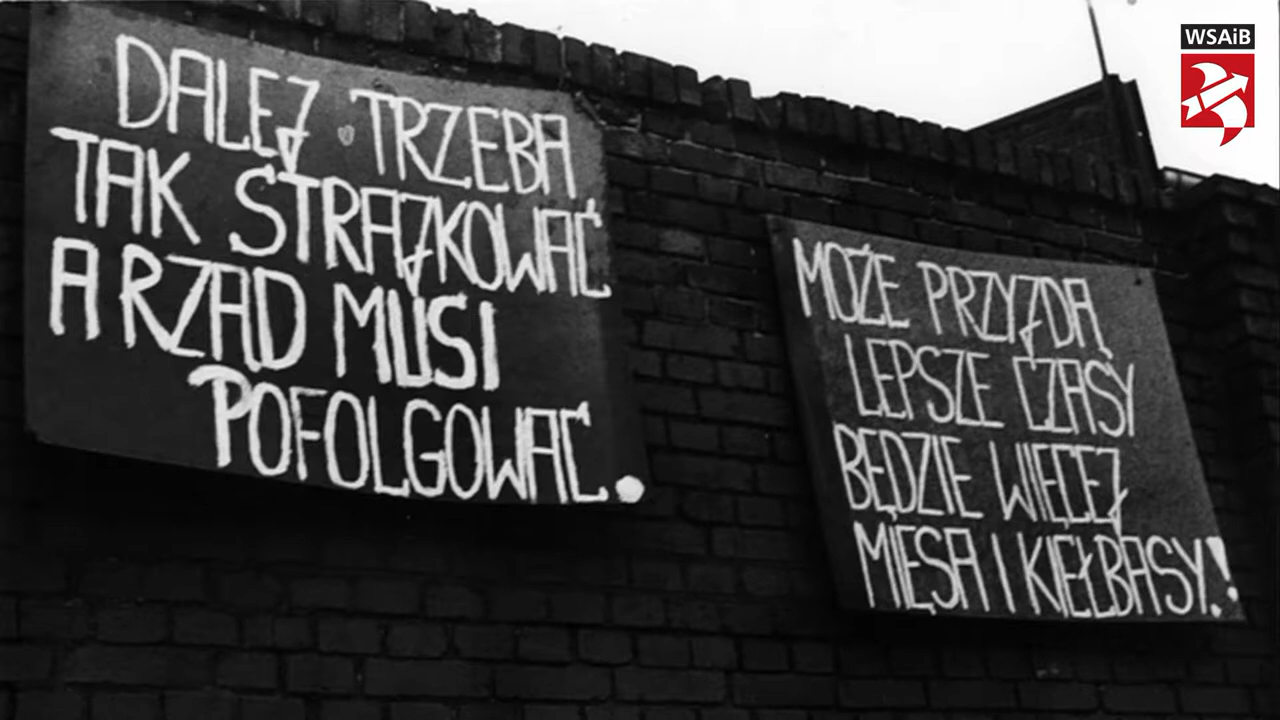 DALEJ TRZEBA
TAK STRAJKOWAĆ
A RZĄD MUSI
POFOLGOWAĆ.
MOŻE PRZYJDĄ
LEPSZE CZASY
BĘDZIE WIĘCEJ
MIĘSA I KIEŁBASY!
WSAiB